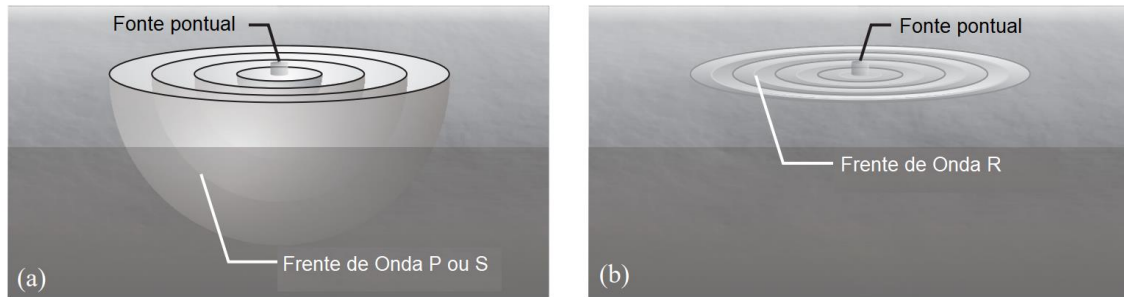 Fonte pontual
Frente de Onda P ou S
(a)
Fonte pontual
Frente de Onda R
(b)